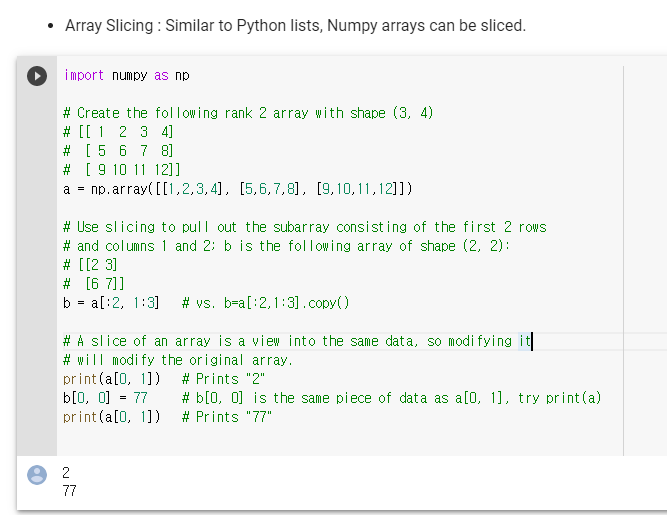 • Array Slicing : Similar to Python lists, Numpy arrays can be sliced.
import numpy as np
# Create the following rank 2 array with shape (3, 4)
# [[ 1  2  3  4]
#  [ 5  6  7  8]
#  [ 9 10 11 12]]
a = np.array([[1,2,3,4], [5,6,7,8], [9,10,11,12]])
# Use slicing to pull out the subarray consisting of the first 2 rows
# and columns 1 and 2; b is the following array of shape (2, 2):
# [[2 3]
#  [6 7]]
b = a[:2, 1:3]   # vs. b=a[:2,1:3].copy()
# A slice of an array is a view into the same data, so modifying it
# will modify the original array.
print(a[0, 1])   # Prints "2"
b[0, 0] = 77     # b[0, 0] is the same piece of data as a[0, 1], try print(a)
print(a[0, 1])   # Prints "77"
2
77